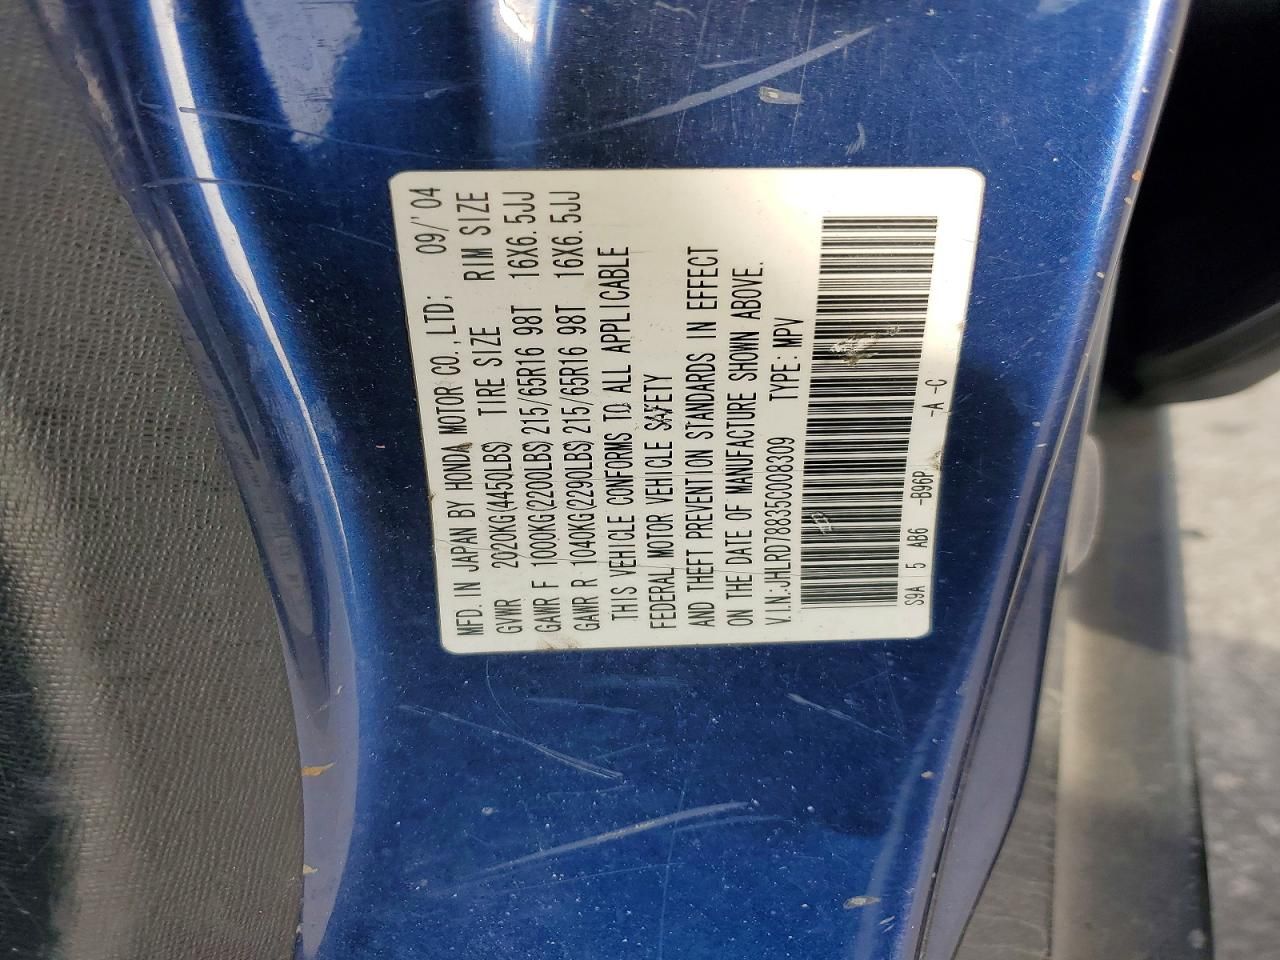 MFD. IN JAPAN BY HONDA MOTOR CO., LTD; 09/'04
GVWR 2020KG(4450LBS) TIRE SIZE RIM SIZE
GAWR F 1000KG(2200LBS) 215/65R16 98T 16X6.5JJ
GAWR R 1040KG(2290LBS) 215/65R16 98T 16X6.5JJ
THIS VEHICLE CONFORMS TO ALL APPLICABLE
FEDERAL MOTOR VEHICLE SAFETY
AND THEFT PREVENTION STANDARDS IN EFFECT
ON THE DATE OF MANUFACTURE SHOWN ABOVE.
V.I.N.:JHLRD78835C008309 TYPE: MPV
S9A 5 AB6
-B96P -A -C